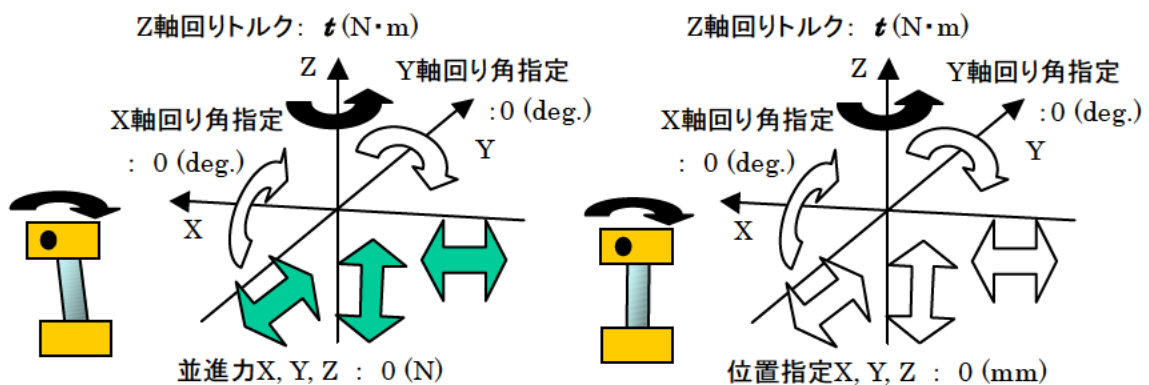 Z軸回りトルク: t(N・m)
Z
Y軸回り角指定
:0 (deg.)
X軸回り角指定
: 0 (deg.)
Y
X
並進力X, Y, Z : 0 (N)
Z軸回りトルク: t(N・m)
Z
Y軸回り角指定
:0 (deg.)
X軸回り角指定
: 0 (deg.)
Y
X
位置指定X, Y, Z : 0 (mm)